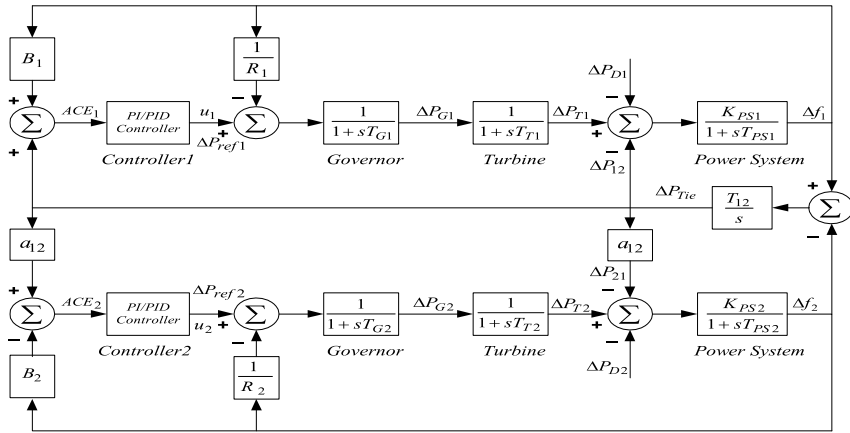 B1
1
R1
ΔPD1
+
−
−
ACE1
PI/PID
Controller
u1
ΔPref1
+
Σ
Σ
1
1 + sTG1
ΔPG1
1
1 + sTT1
ΔPT1
+
Σ
KPS1
1 + sTPS1
Δf1
+
Controller1
Governor
Turbine
−
ΔP12
Power System
ΔPTie
T12
s
+
Σ
−
a12
a12
+
ΔP21
−
ACE2
PI/PID
Controller
ΔPref2
u2
+
Σ
Σ
1
1 + sTG2
ΔPG2
1
1 + sTT2
ΔPT2
+
Σ
KPS2
1 + sTPS2
Δf2
−
Controller2
−
Governor
Turbine
−
Power System
B2
1
R2
ΔPD2